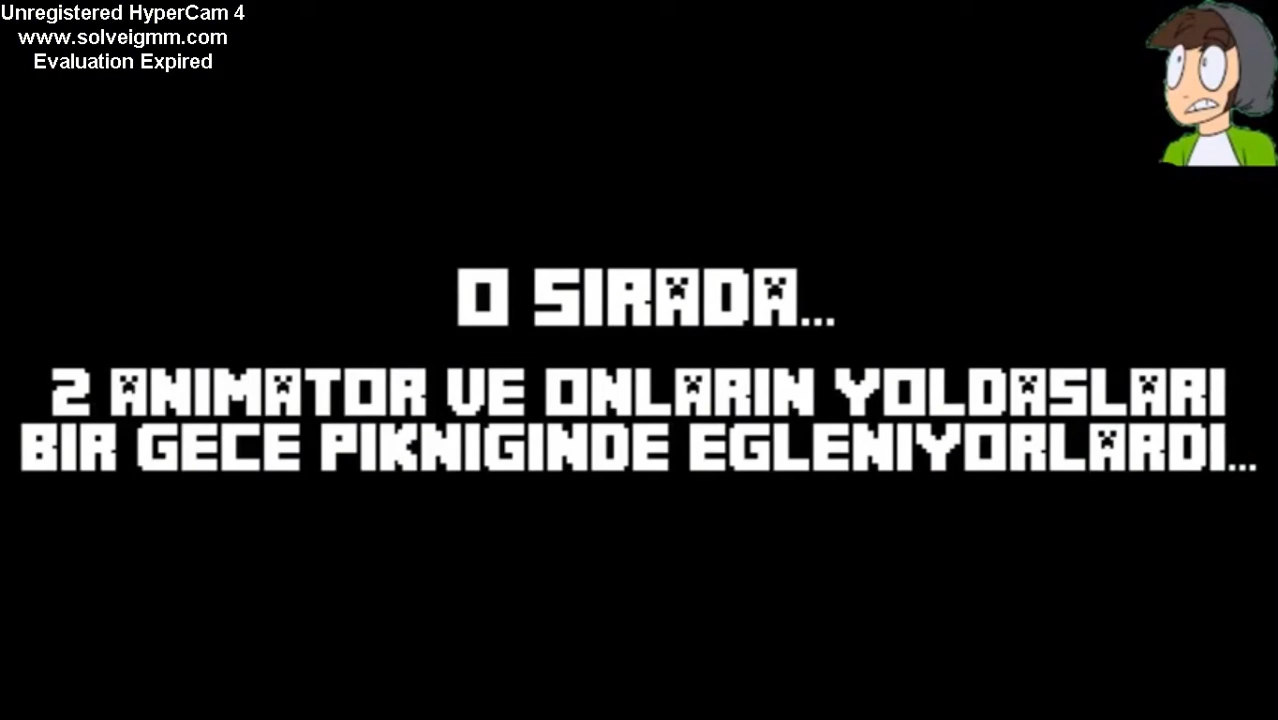 Unregistered HyperCam 4
www.solveigmm.com
Evaluation Expired
O SIRADA...
2 ANIMATOR VE ONLARIN YOLDASLARI
BIR GECE PIKNIGINDE EGLENIYORLARDI...